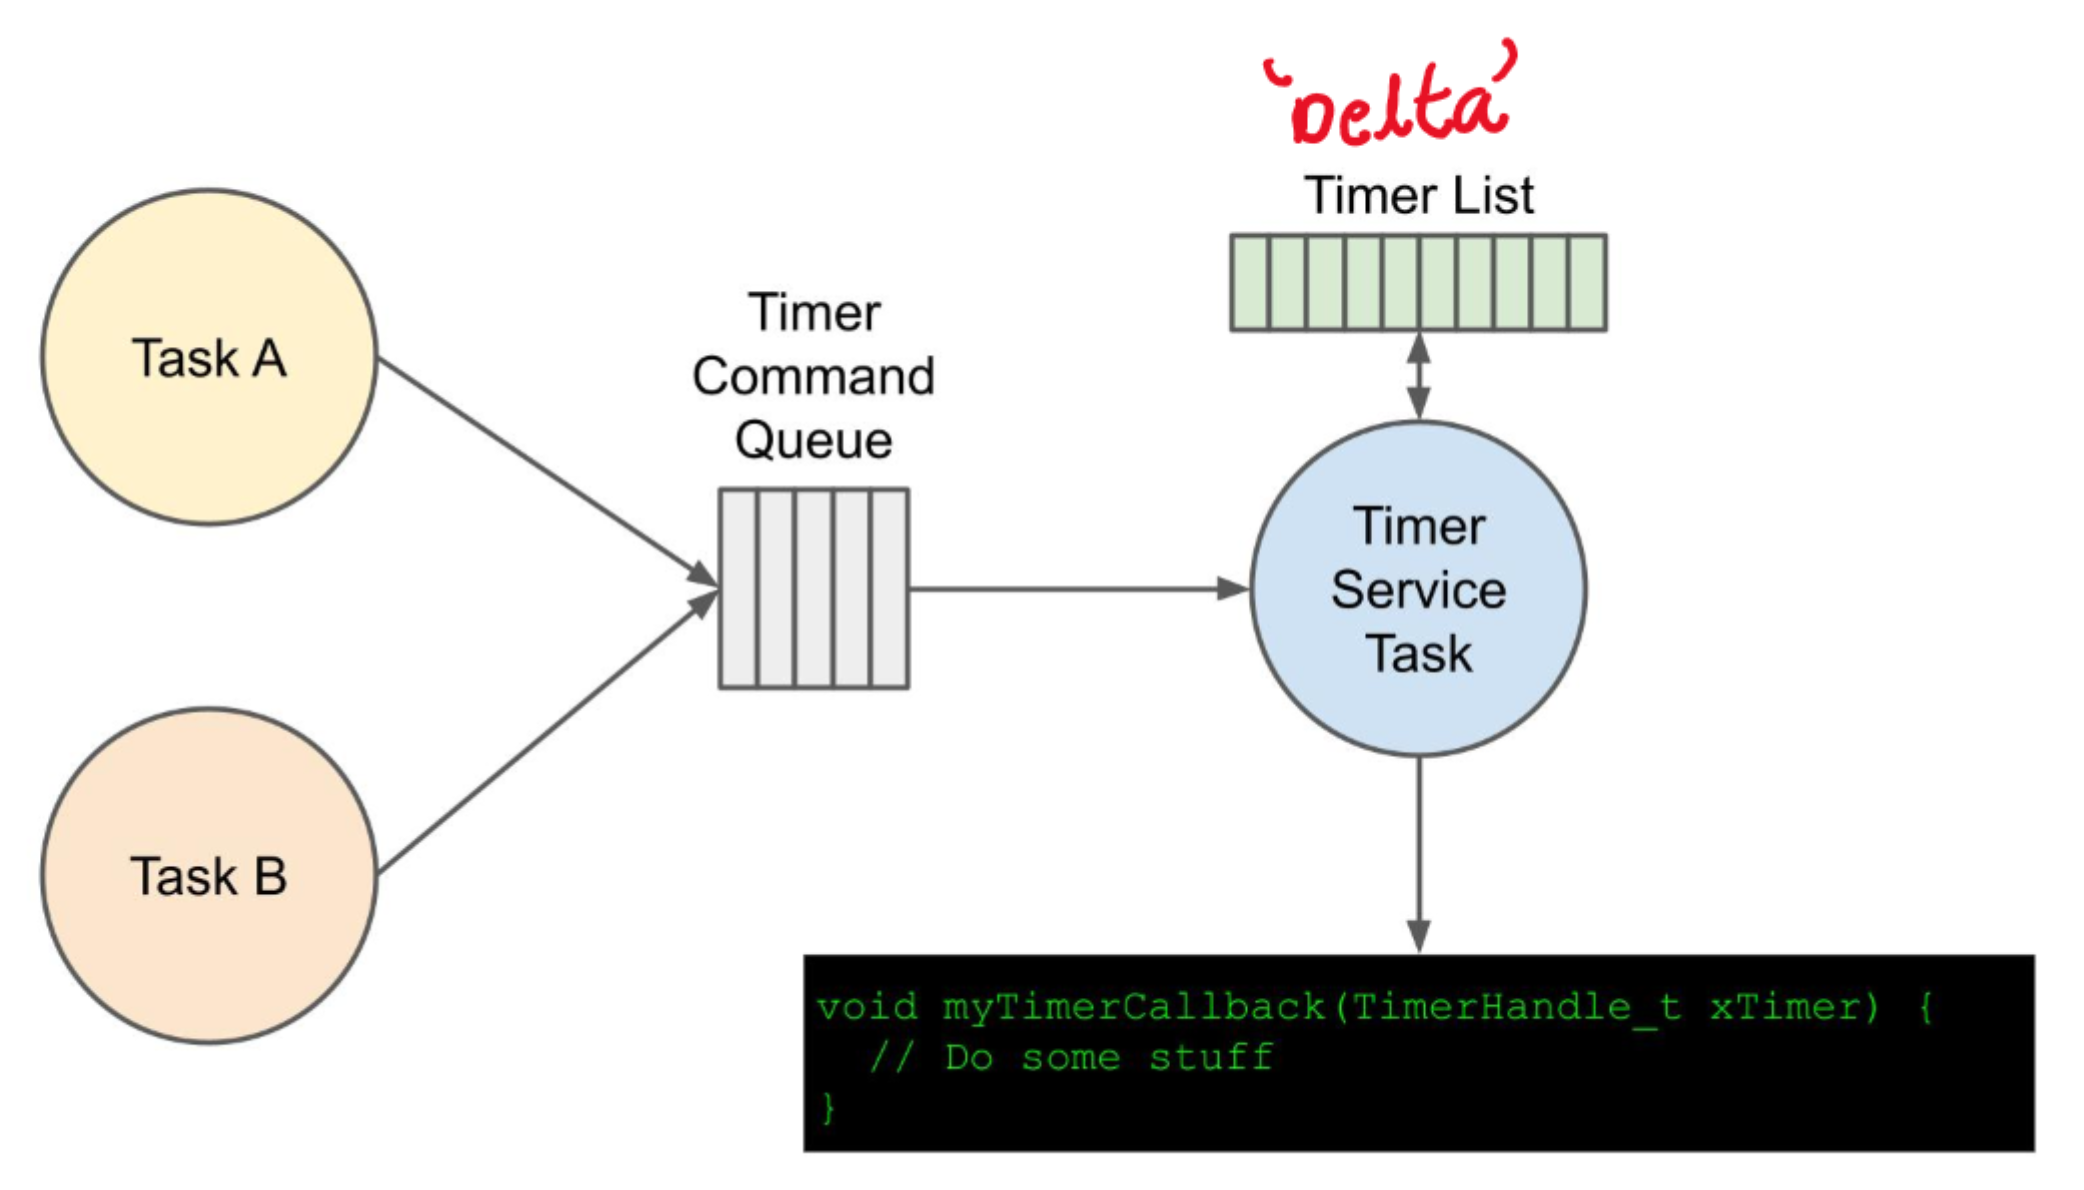 'Delta'
Timer List
Task A
Timer
Command
Queue
Timer
Service
Task
Task B
void myTimerCallback(TimerHandle_t xTimer) {
  // Do some stuff
}